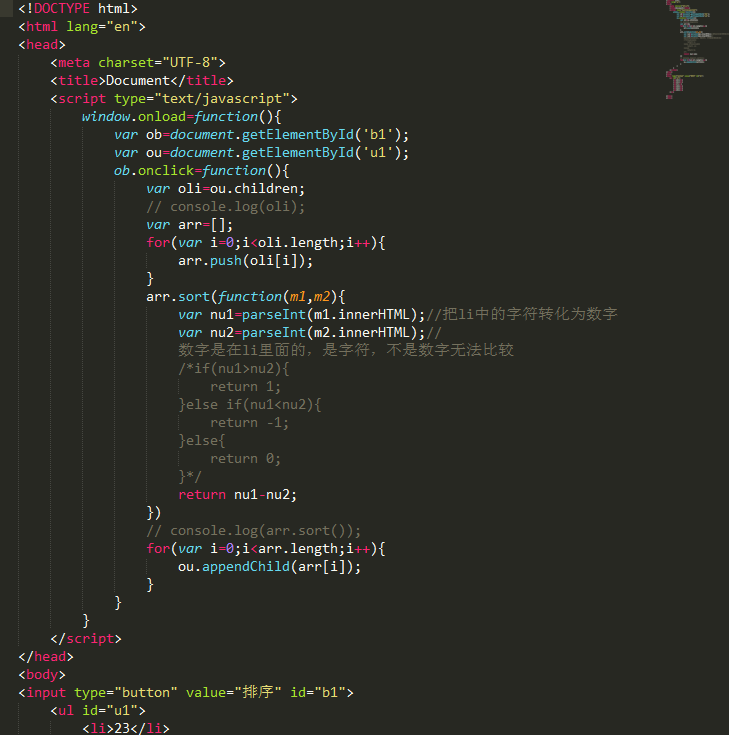 <!DOCTYPE html>
<html lang="en">
<head>
    <meta charset="UTF-8">
    <title>Document</title>
    <script type="text/javascript">
        window.onload=function(){
            var ob=document.getElementById('b1');
            var ou=document.getElementById('u1');
            ob.onclick=function(){
                var oli=ou.children;
                // console.log(oli);
                var arr=[];
                for(var i=0;i<oli.length;i++){
                    arr.push(oli[i]);
                }
                arr.sort(function(m1,m2){
                    var nu1=parseInt(m1.innerHTML);//把li中的字符转化为数字
                    var nu2=parseInt(m2.innerHTML);//
                    数字是在li里面的，是字符，不是数字无法比较
                    /*if(nu1>nu2){
                        return 1;
                    }else if(nu1<nu2){
                        return -1;
                    }else{
                        return 0;
                    }*/
                    return nu1-nu2;
                })
                // console.log(arr.sort());
                for(var i=0;i<arr.length;i++){
                    ou.appendChild(arr[i]);
                }
            }
        }
    </script>
</head>
<body>
<input type="button" value="排序" id="b1">
    <ul id="u1">
        <li>23</li>